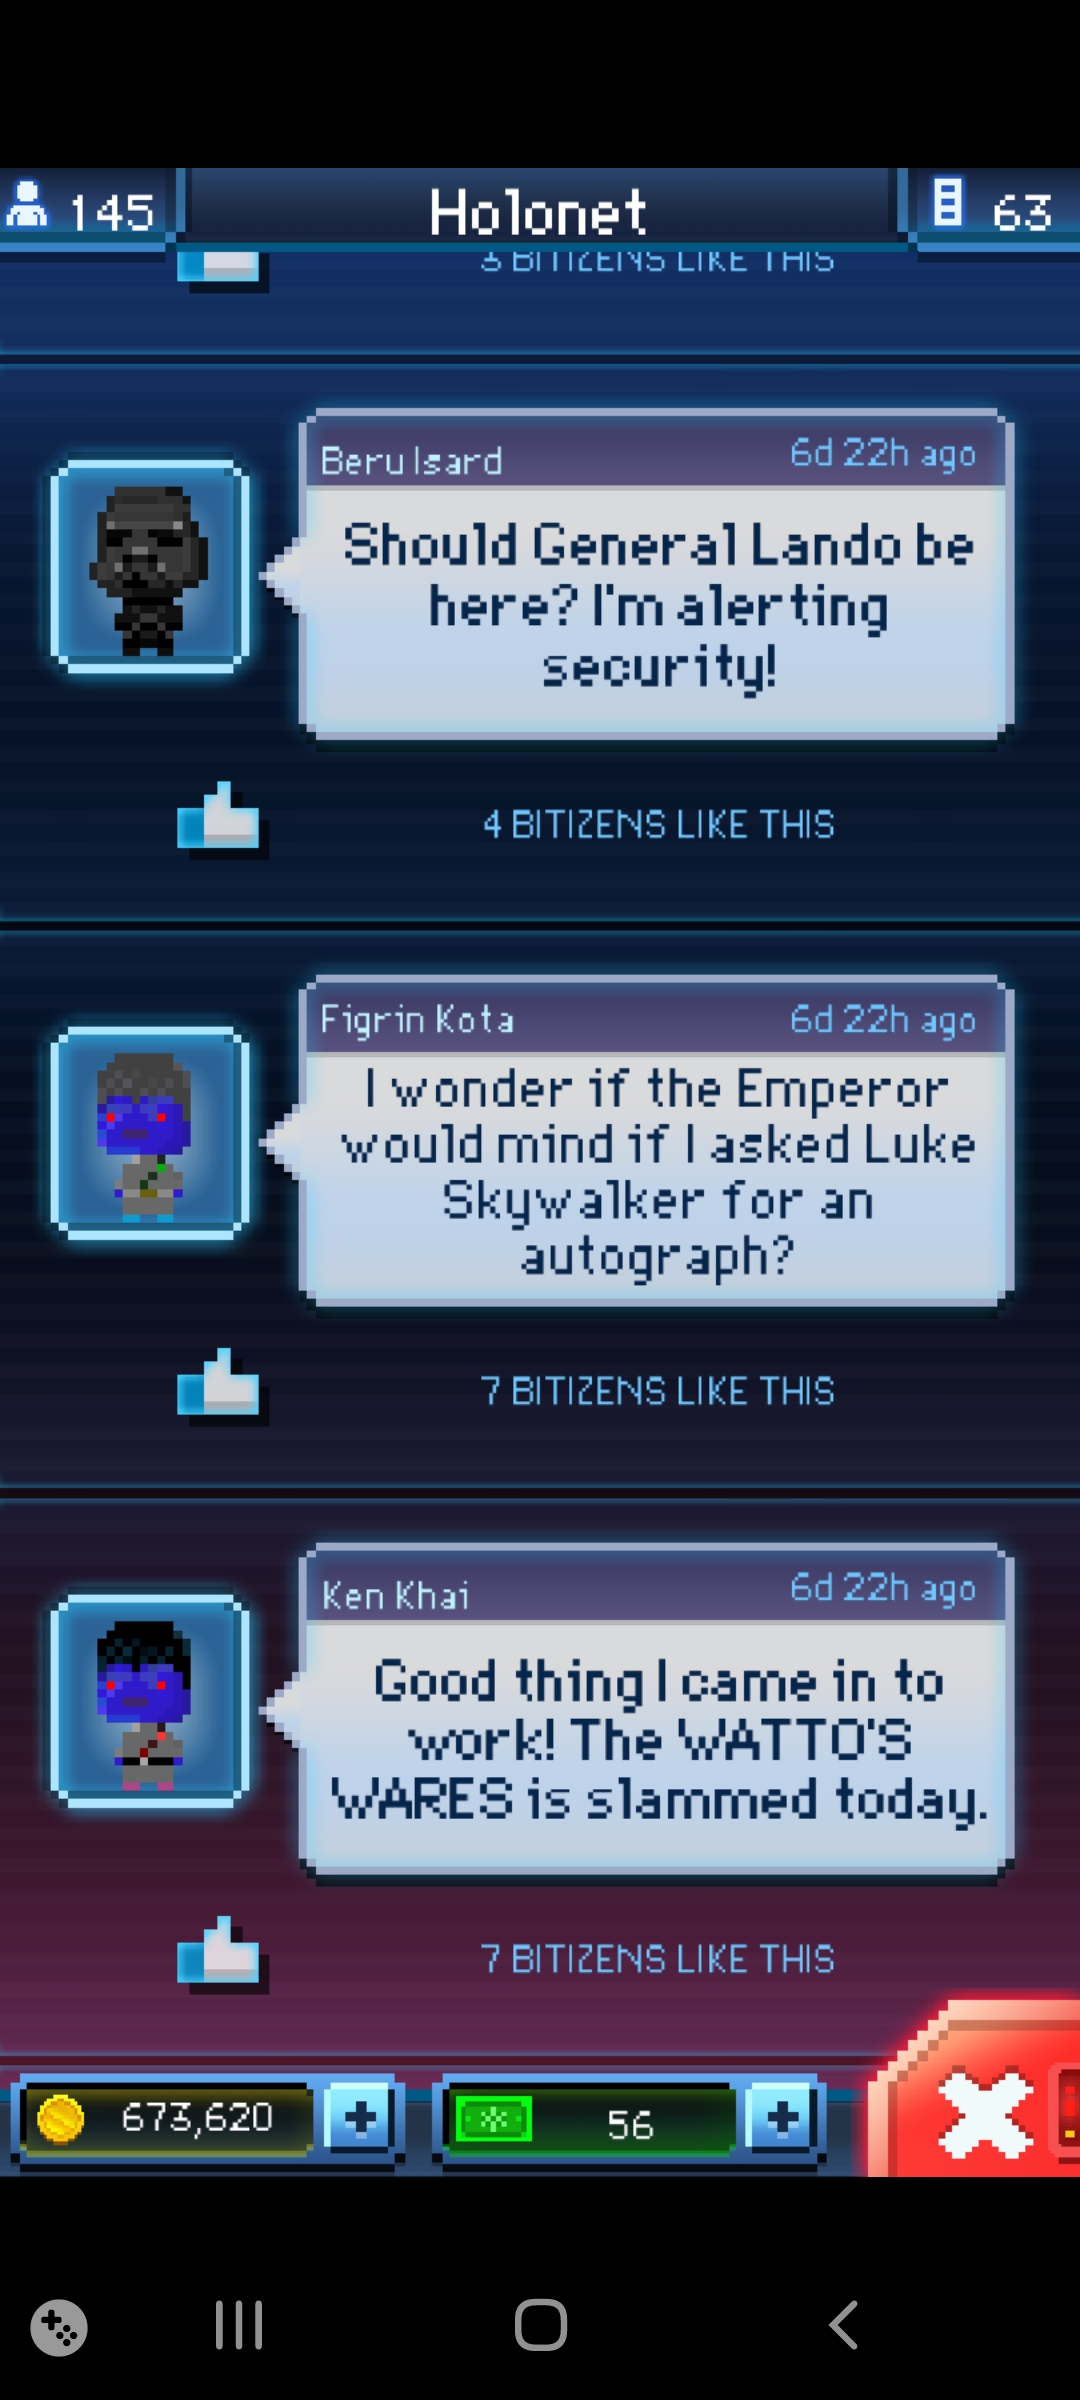 145
Holonet
63
3 BITIZENS LIKE THIS
Beru Isard
6d 22h ago
Should General Lando be
here? I'm alerting
security!
4 BITIZENS LIKE THIS
Figrin Kota
6d 22h ago
I wonder if the Emperor
would mind if I asked Luke
Skywalker for an
autograph?
7 BITIZENS LIKE THIS
Ken Khai
6d 22h ago
Good thing I came in to
work! The WATTO'S
WARES is slammed today.
7 BITIZENS LIKE THIS
673,620
56